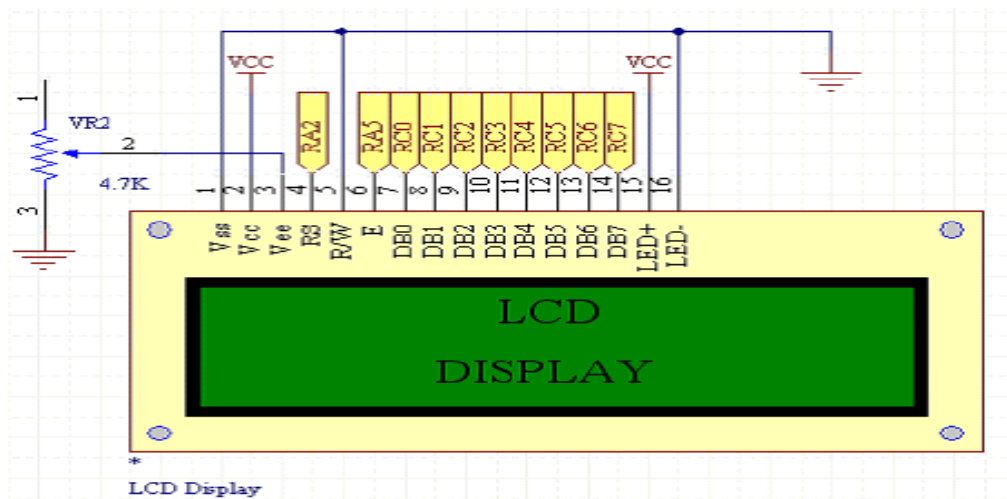 VCC
VCC
1
VR2
2
4.7K
3
RA2
RA5
RC0
RC1
RC2
RC3
RC4
RC5
RC6
RC7
1
2
3
4
5
6
7
8
9
10
11
12
13
14
15
16
Vss
Vcc
Vee
RS
R/W
E
DB0
DB1
DB2
DB3
DB4
DB5
DB6
DB7
LED+
LED-
LCD
DISPLAY
*
LCD Display